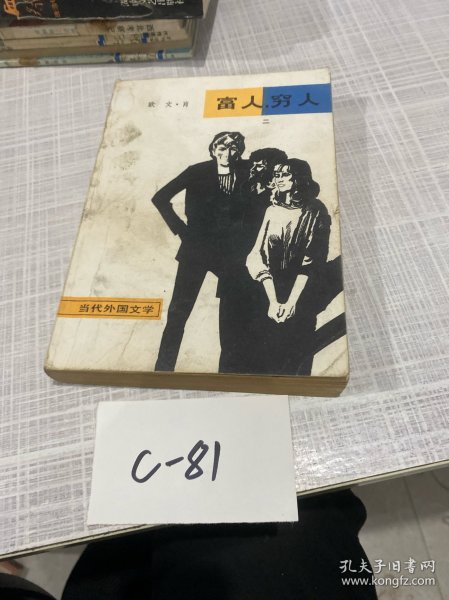 欧文·肖
富人，穷人
二
当代外国文学
C-81
孔夫子旧书网
www.kongfz.com